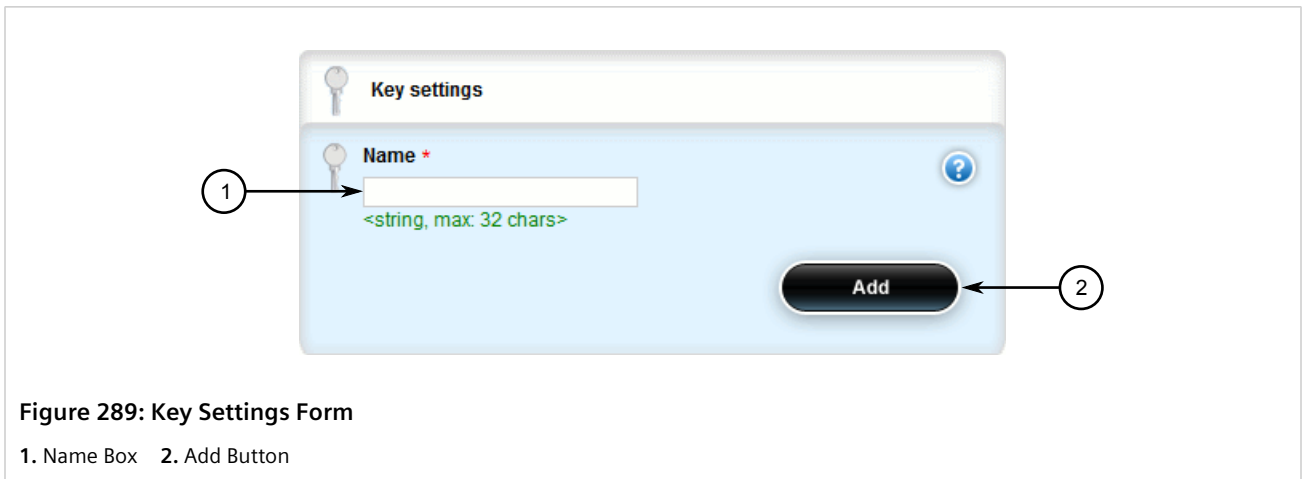 Key settings
Name *
?
1
<string, max: 32 chars>
Add
2
Figure 289: Key Settings Form
1. Name Box 2. Add Button